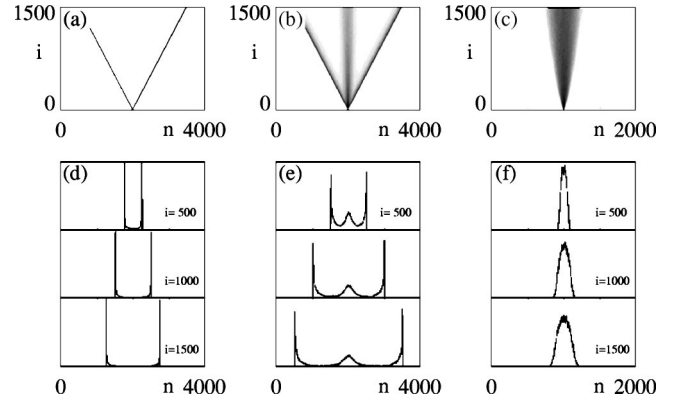 1500 (a) 1500 (b) 1500 (c)
i i i
0 0 0
0 n 4000 0 n 4000 0 n 2000
(d) (e) (f)
i= 500 i= 500 i= 500
i=1000 i=1000 i=1000
i=1500 i=1500 i=1500
0 n 4000 0 n 4000 0 n 2000